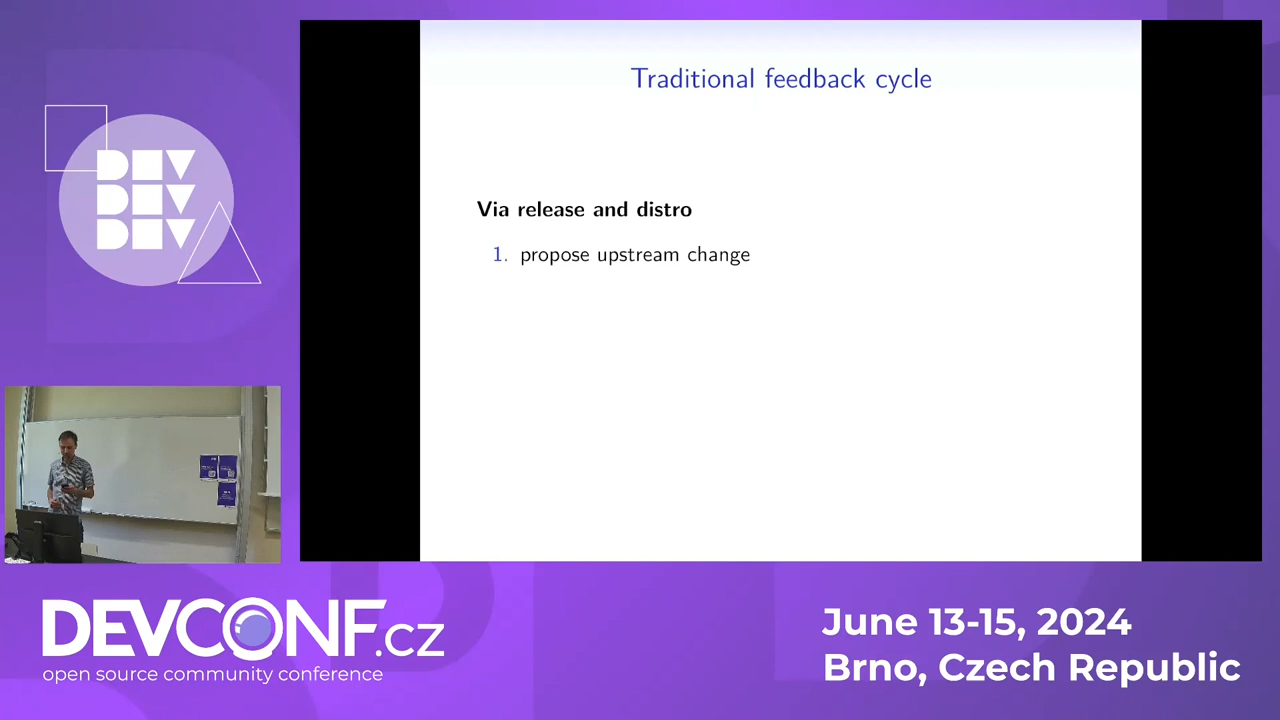 Traditional feedback cycle
Via release and distro
1. propose upstream change
DEV
DEV
DEV
DEVCONF.cz
open source community conference
June 13-15, 2024
Brno, Czech Republic